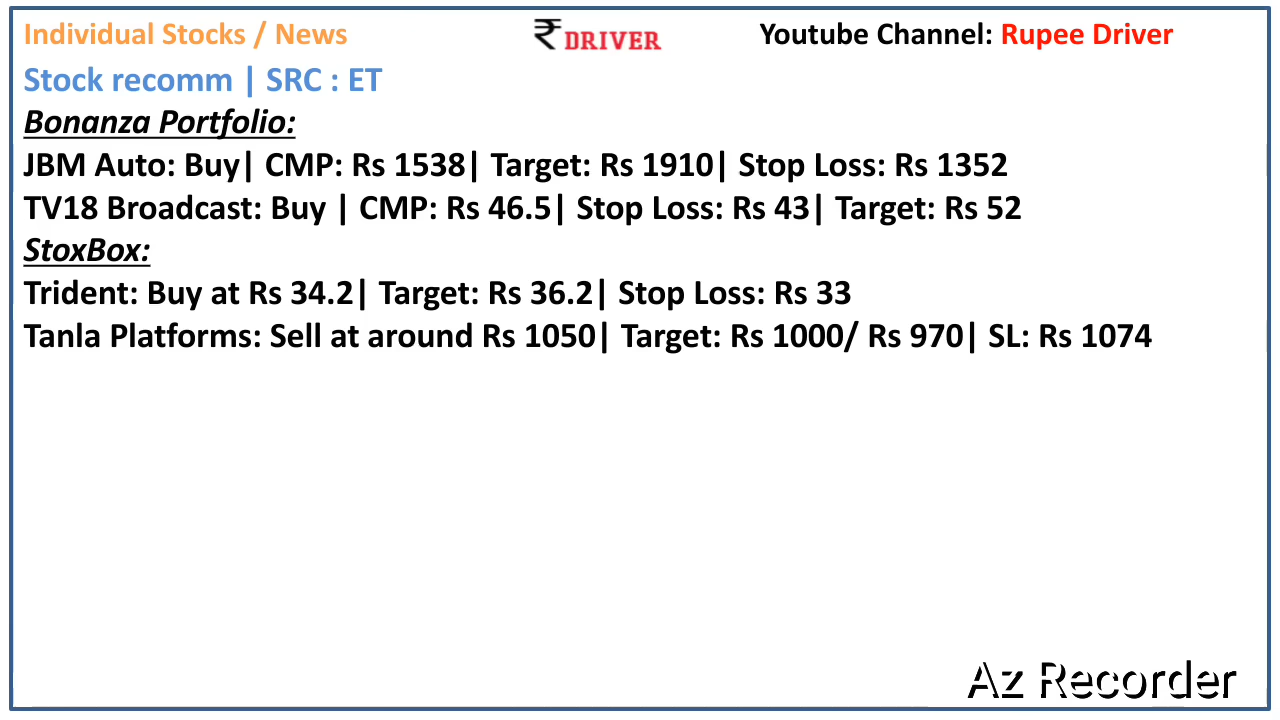 Individual Stocks / News ₹ DRIVER Youtube Channel: Rupee Driver
Stock recomm | SRC : ET
Bonanza Portfolio:
JBM Auto: Buy| CMP: Rs 1538| Target: Rs 1910| Stop Loss: Rs 1352
TV18 Broadcast: Buy | CMP: Rs 46.5| Stop Loss: Rs 43| Target: Rs 52
StoxBox:
Trident: Buy at Rs 34.2| Target: Rs 36.2| Stop Loss: Rs 33
Tanla Platforms: Sell at around Rs 1050| Target: Rs 1000/ Rs 970| SL: Rs 1074
Az Recorder